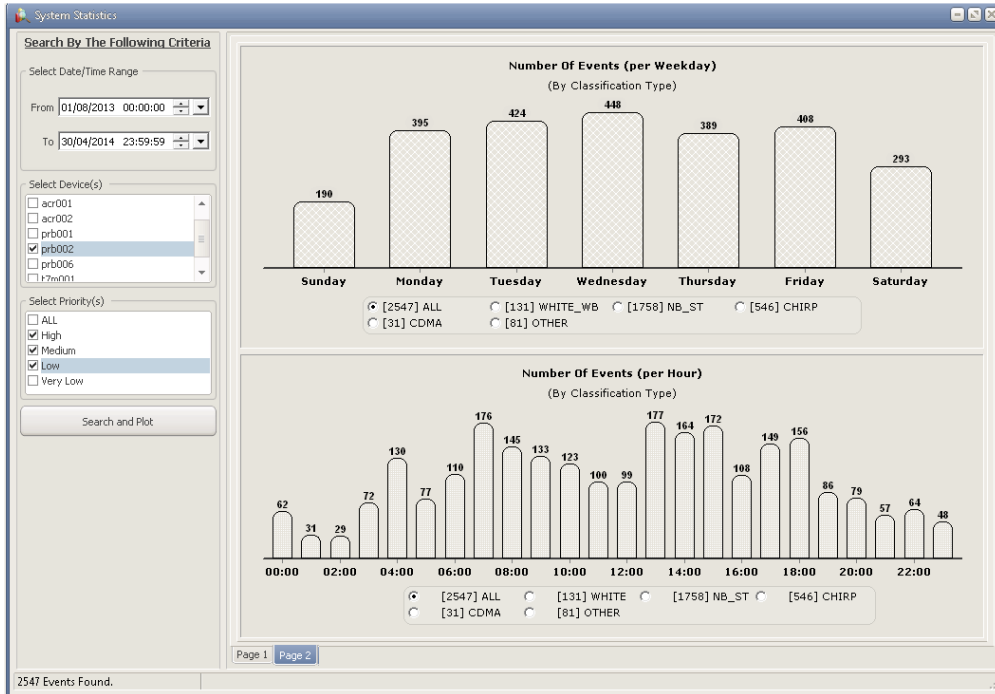 System Statistics
Search By The Following Criteria
Select Date/Time Range
From 01/08/2013 00:00:00
To 30/04/2014 23:59:59
Select Device(s)
acr001
acr002
prb001
prb002
prb006
t7m001
Select Priority(s)
ALL
High
Medium
Low
Very Low
Search and Plot
Number Of Events (per Weekday)
(By Classification Type)
190 395 424 448 389 408 293
Sunday Monday Tuesday Wednesday Thursday Friday Saturday
[2547] ALL [131] WHITE_WB [1758] NB_ST [546] CHIRP
[31] CDMA [81] OTHER
Number Of Events (per Hour)
(By Classification Type)
62 31 29 72 130 77 110 176 145 133 123 100 99 177 164 172 108 149 156 86 79 57 64 48
00:00 02:00 04:00 06:00 08:00 10:00 12:00 14:00 16:00 18:00 20:00 22:00
[2547] ALL [131] WHITE [1758] NB_ST [546] CHIRP
[31] CDMA [81] OTHER
Page 1 Page 2
2547 Events Found.